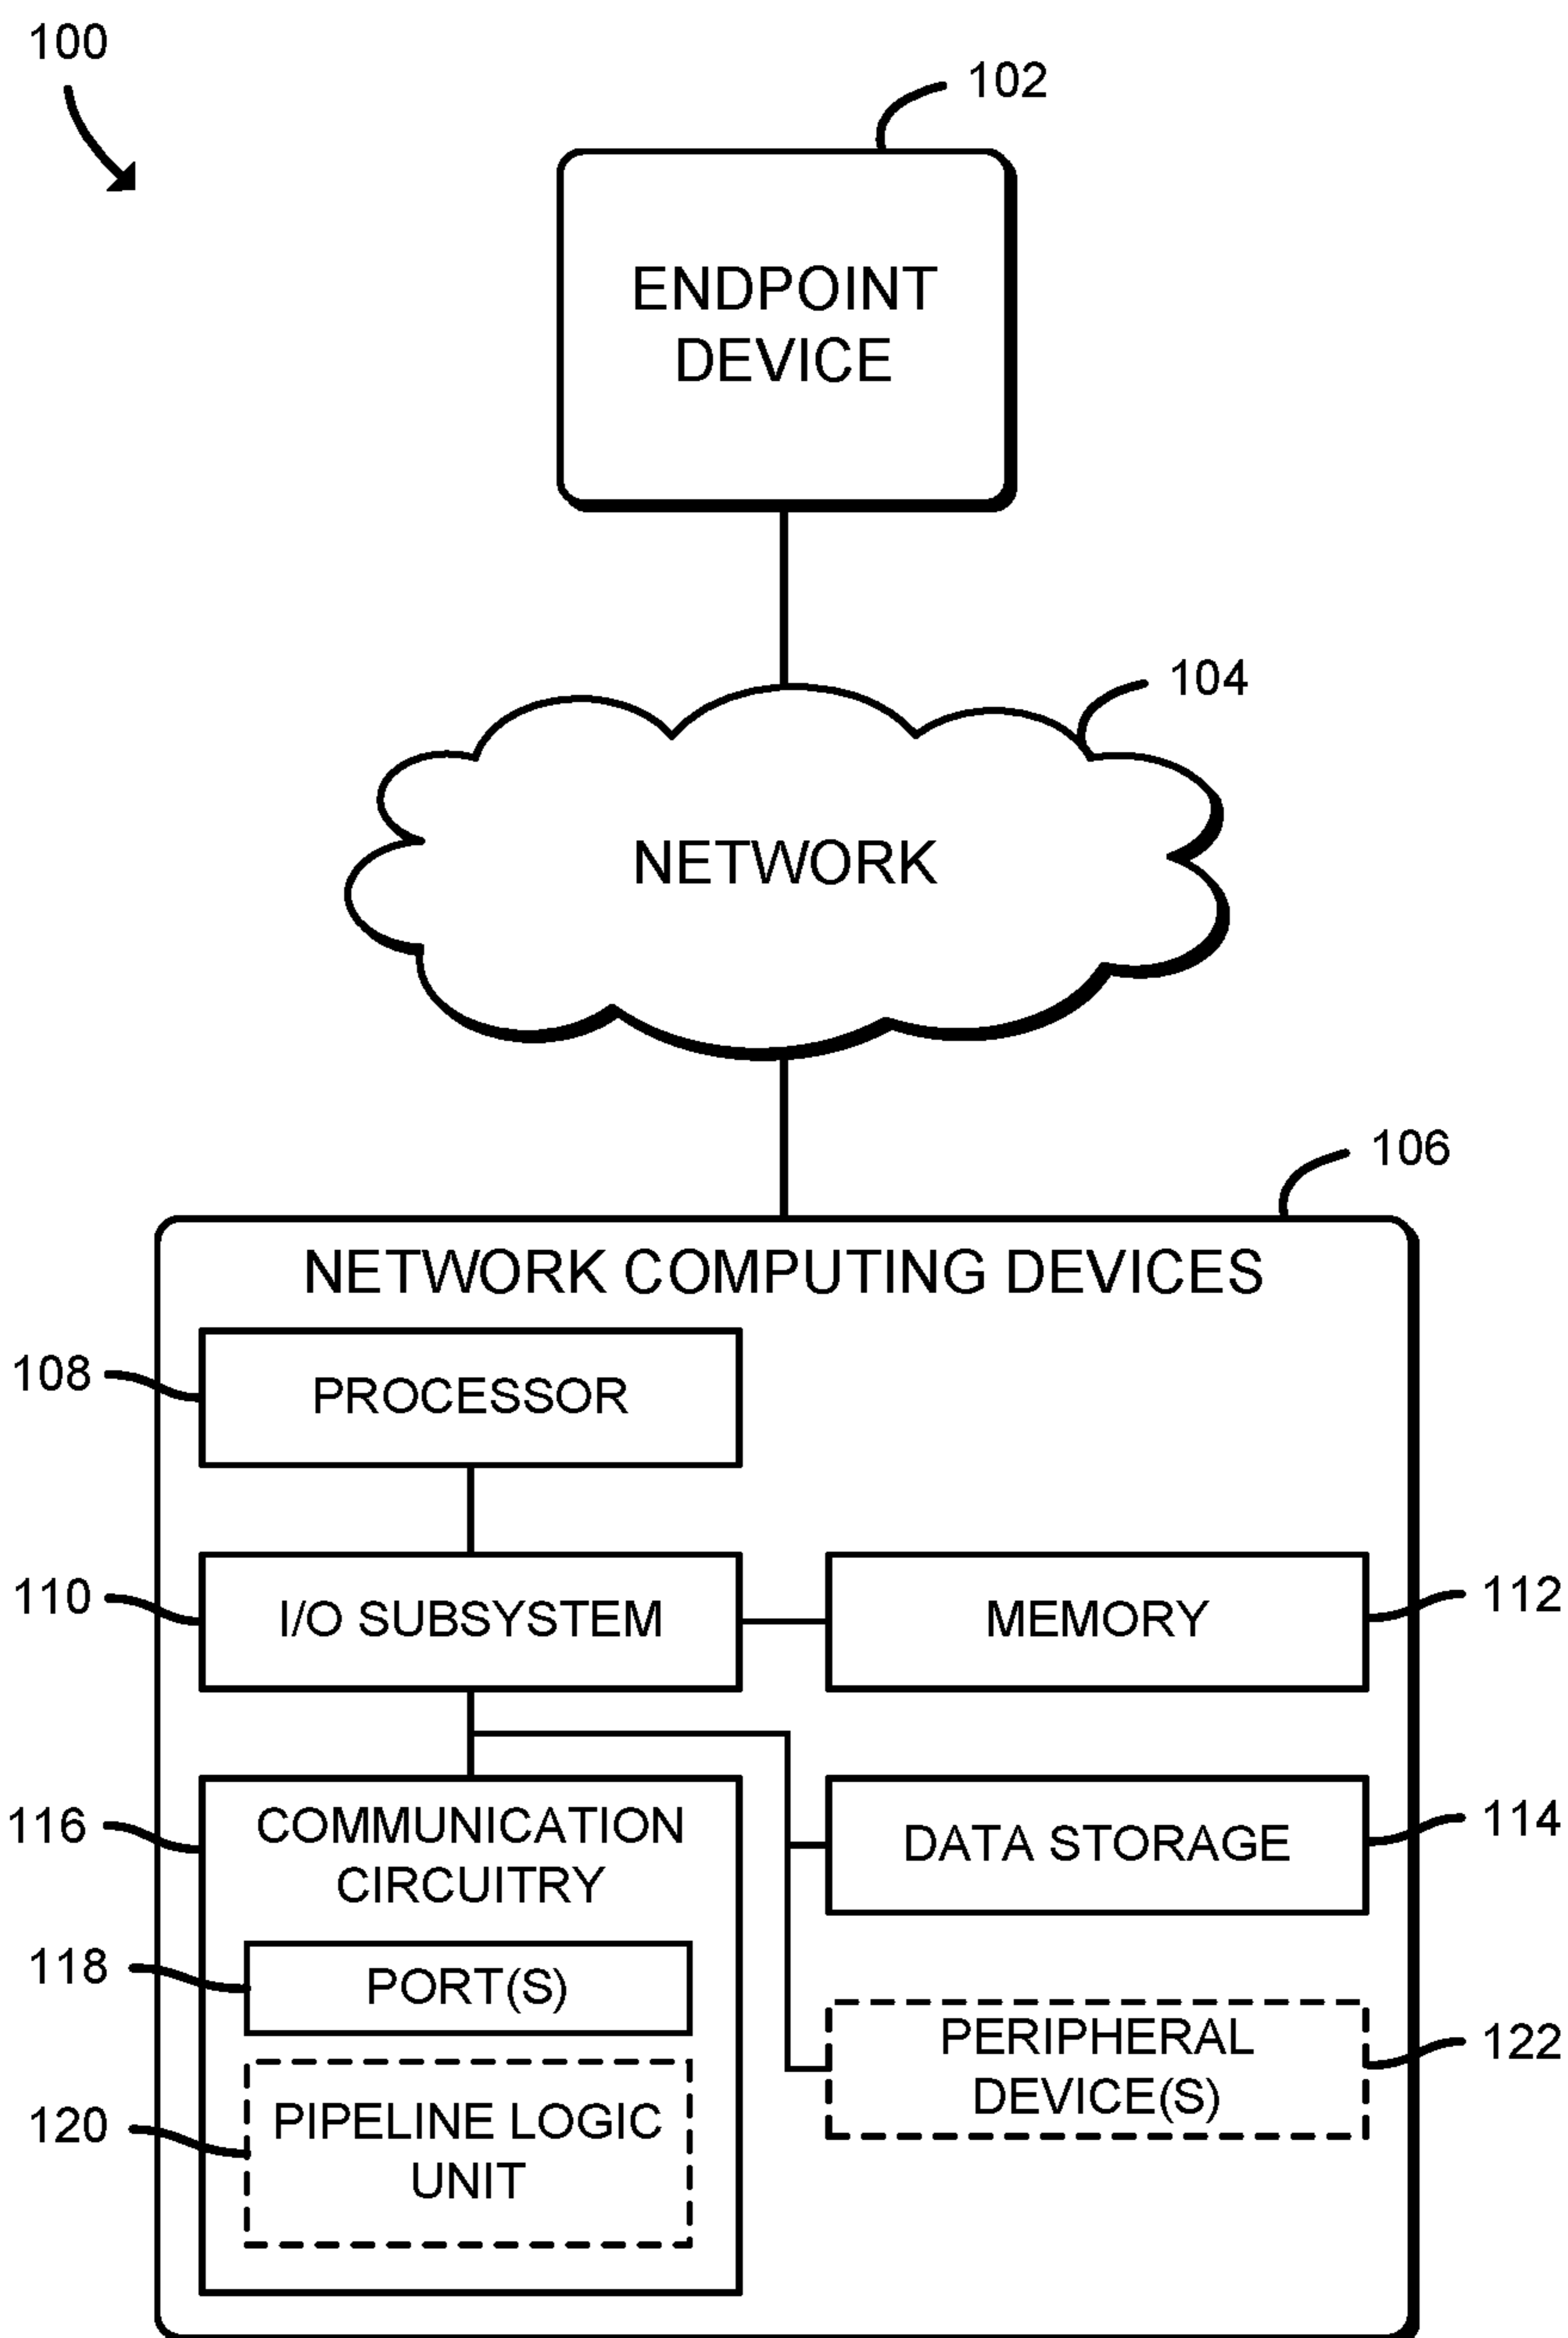 100
102
ENDPOINT
DEVICE
104
NETWORK
106
NETWORK COMPUTING DEVICES
108
PROCESSOR
110
I/O SUBSYSTEM
MEMORY
112
116
COMMUNICATION
CIRCUITRY
DATA STORAGE
114
118
PORT(S)
PERIPHERAL
DEVICE(S)
122
120
PIPELINE LOGIC
UNIT